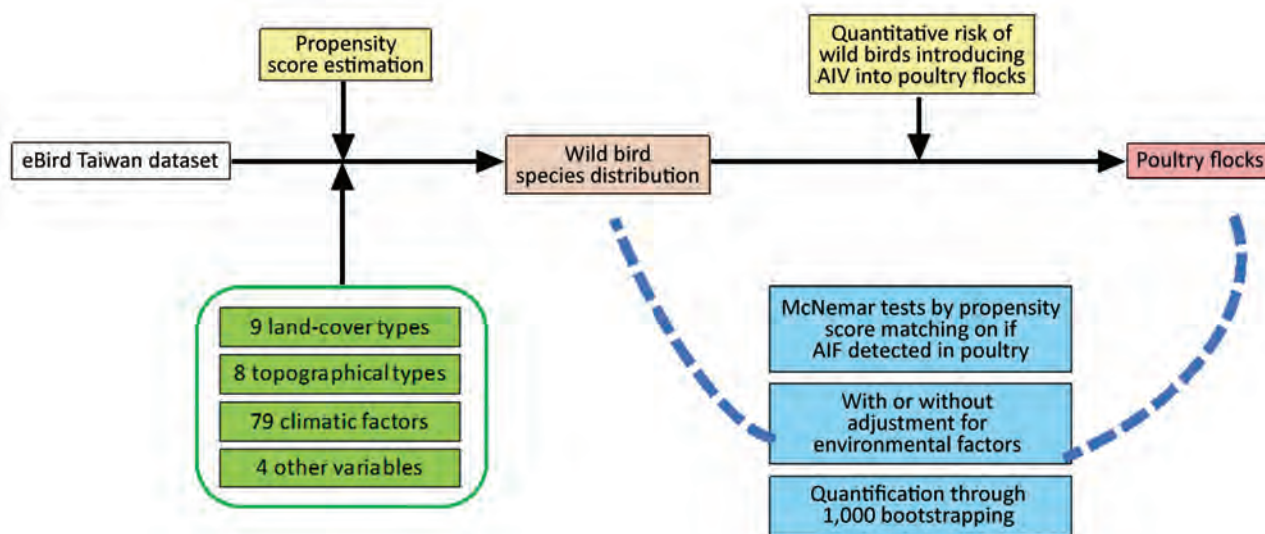 Propensity
score estimation
Quantitative risk of
wild birds introducing
AIV into poultry flocks
eBird Taiwan dataset
Wild bird
species distribution
Poultry flocks
9 land-cover types
8 topographical types
79 climatic factors
4 other variables
McNemar tests by propensity
score matching on if
AIF detected in poultry
With or without
adjustment for
environmental factors
Quantification through
1,000 bootstrapping